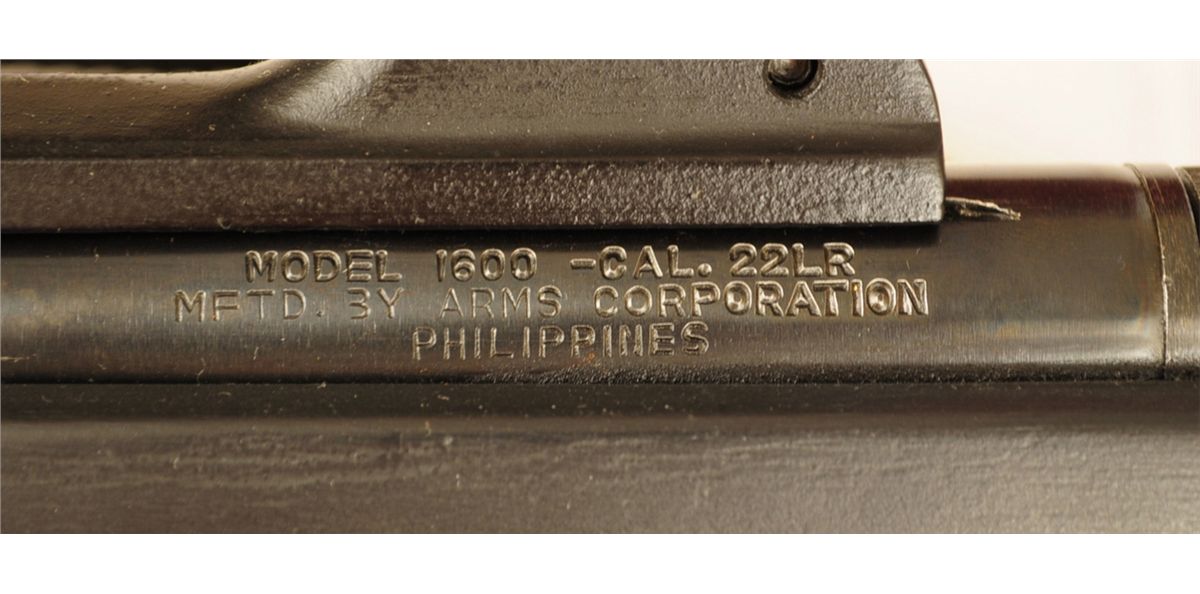 MODEL 1600 -CAL. 22LR
MFTD. BY ARMS CORPORATION
PHILIPPINES